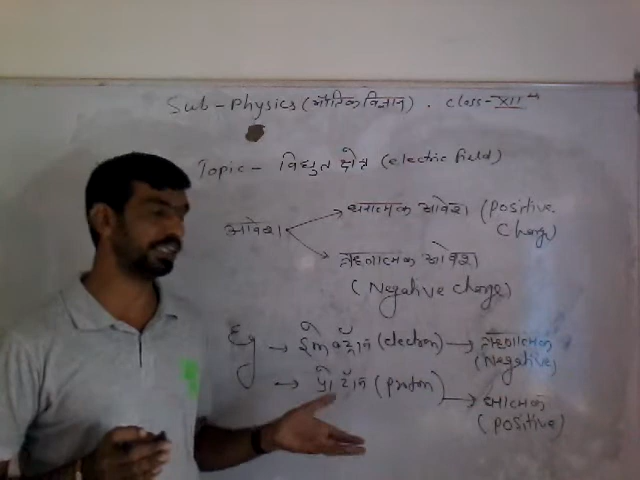 Sub - Physics (भौतिक विज्ञान) . Class - XII th
Topic - विधुत क्षेत्र (electric field)
आवेश
धनात्मक आवेश (Positive Charge)
ऋणात्मक आवेश
(Negative Charge)
Eg → इलेक्ट्रॉन (electron) → ऋणात्मक (Negative)
→ प्रोटॉन (proton) → धनात्मक (positive)